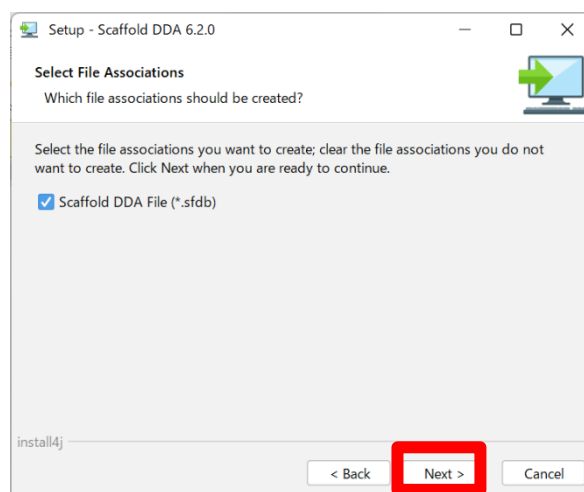 Setup - Scaffold DDA 6.2.0
Select File Associations
Which file associations should be created?
Select the file associations you want to create; clear the file associations you do not
want to create. Click Next when you are ready to continue.
Scaffold DDA File (*.sfdb)
install4j
< Back Next > Cancel